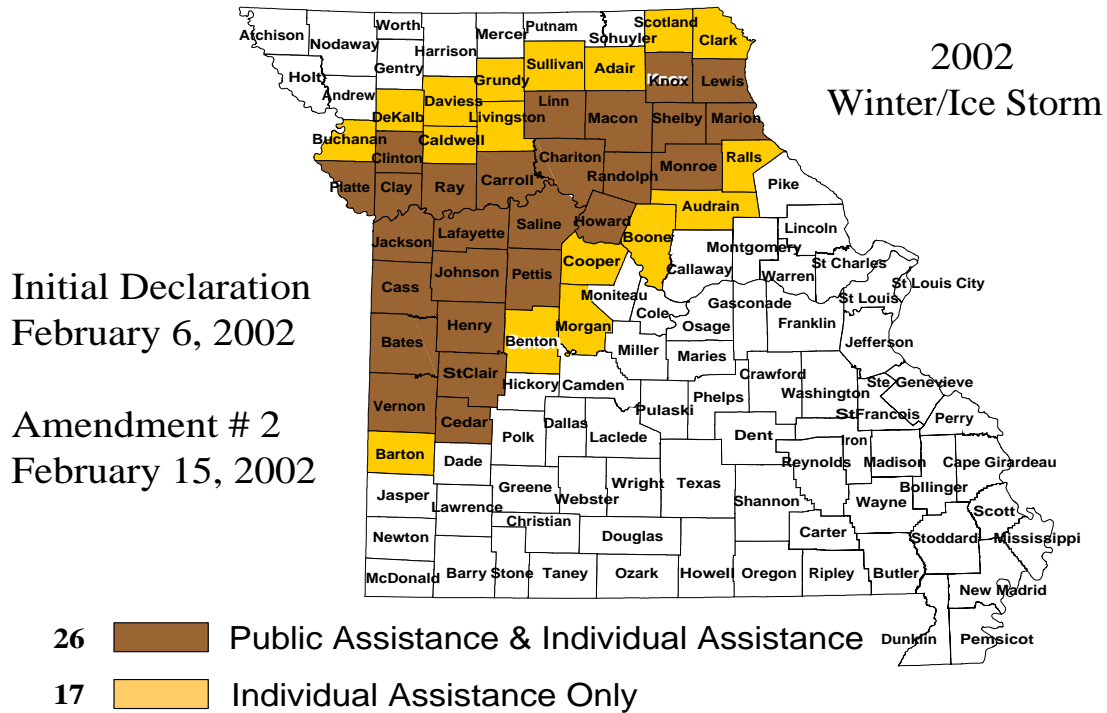 Atchison
Nodaway
Worth
Harrison
Mercer
Putnam
Schuyler
Scotland
Clark
Holt
Gentry
Andrew
Daviess
Grundy
Sullivan
Adair
Knox
Lewis
2002
Winter/Ice Storm
DeKalb
Livingston
Linn
Macon
Shelby
Marion
Buchanan
Caldwell
Clinton
Chariton
Randolph
Monroe
Ralls
Pike
Platte
Clay
Ray
Carroll
Audrain
Jackson
Lafayette
Saline
Howard
Boone
Lincoln
Montgomery
Callaway
Warren
St Charles
St Louis City
St Louis
Cass
Johnson
Pettis
Cooper
Moniteau
Cole
Osage
Gasconade
Franklin
Jefferson
Initial Declaration
February 6, 2002
Bates
Henry
Benton
Morgan
Miller
Maries
StClair
Hickory
Camden
Pulaski
Phelps
Crawford
Washington
Ste Genevieve
StFrancois
Perry
Amendment # 2
February 15, 2002
Vernon
Cedar
Polk
Dallas
Laclede
Dent
Iron
Reynolds
Madison
Cape Girardeau
Bollinger
Barton
Dade
Greene
Webster
Wright
Texas
Shannon
Wayne
Scott
Mississippi
Jasper
Lawrence
Christian
Douglas
Carter
Stoddard
Newton
McDonald
Barry
Stone
Taney
Ozark
Howell
Oregon
Ripley
Butler
New Madrid
Dunklin
Pemsicot
26 Public Assistance & Individual Assistance
17 Individual Assistance Only